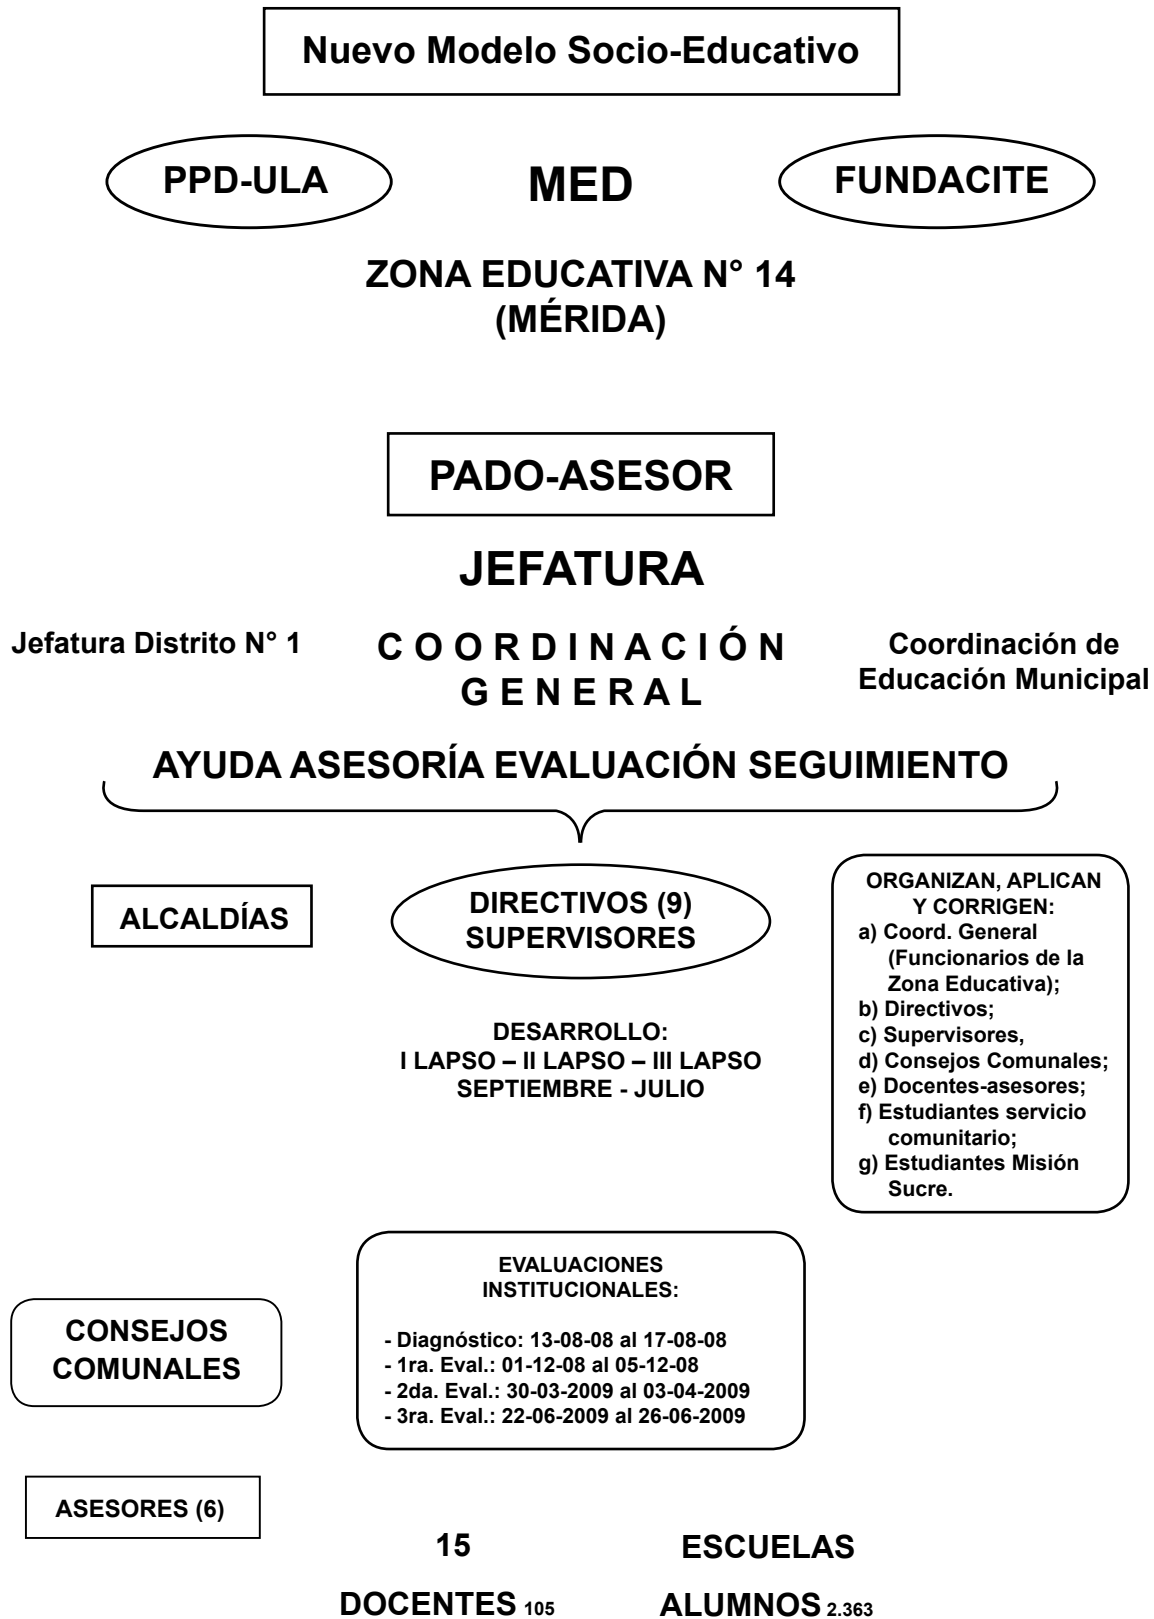 Nuevo Modelo Socio-Educativo
PPD-ULA
MED
FUNDACITE
ZONA EDUCATIVA N° 14
(MÉRIDA)
PADO-ASESOR
JEFATURA
Jefatura Distrito N° 1
COORDINACIÓN
GENERAL
Coordinación de
Educación Municipal
AYUDA ASESORÍA EVALUACIÓN SEGUIMIENTO
ALCALDÍAS
DIRECTIVOS (9)
SUPERVISORES
ORGANIZAN, APLICAN
Y CORRIGEN:
a) Coord. General
(Funcionarios de la
Zona Educativa);
b) Directivos;
c) Supervisores,
d) Consejos Comunales;
e) Docentes-asesores;
f) Estudiantes servicio
comunitario;
g) Estudiantes Misión
Sucre.
DESARROLLO:
I LAPSO – II LAPSO – III LAPSO
SEPTIEMBRE - JULIO
EVALUACIONES
INSTITUCIONALES:
- Diagnóstico: 13-08-08 al 17-08-08
- 1ra. Eval.: 01-12-08 al 05-12-08
- 2da. Eval.: 30-03-2009 al 03-04-2009
- 3ra. Eval.: 22-06-2009 al 26-06-2009
CONSEJOS
COMUNALES
ASESORES (6)
15 ESCUELAS
DOCENTES 105 ALUMNOS 2.363